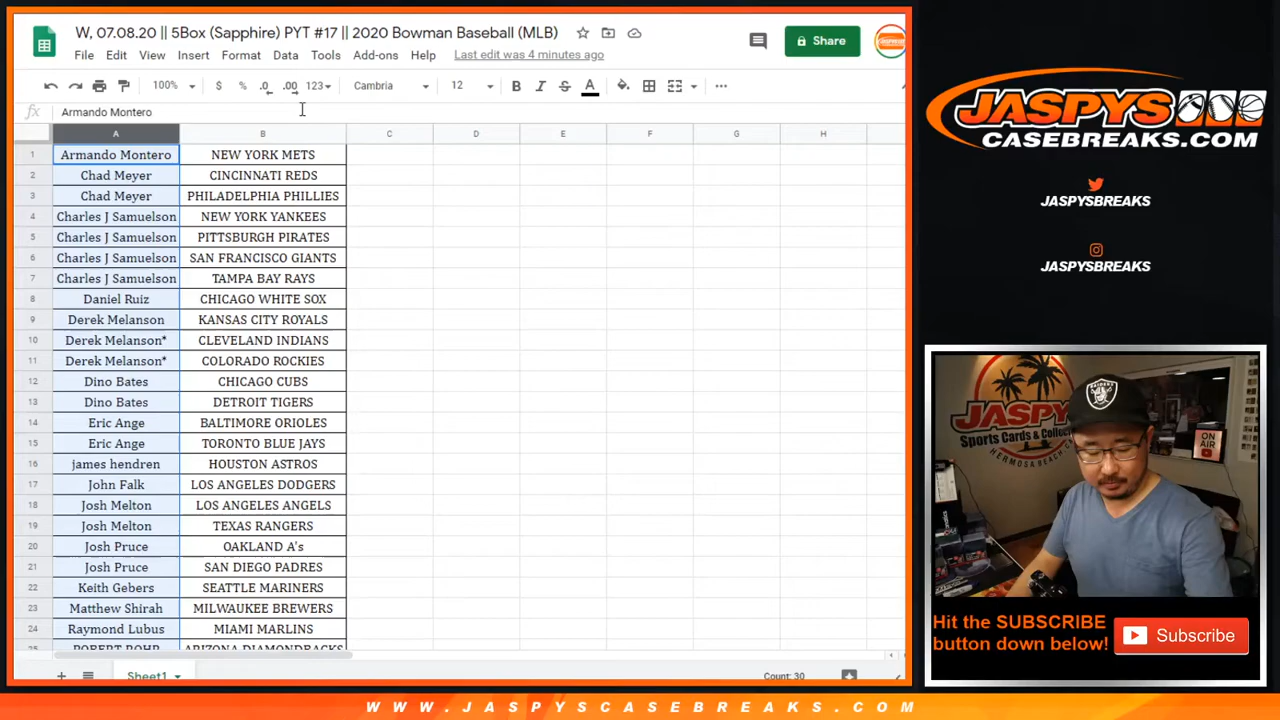 W, 07.08.20 || 5Box (Sapphire) PYT #17 || 2020 Bowman Baseball (MLB)
File Edit View Insert Format Data Tools Add-ons Help Last edit was 4 minutes ago
Share
100% $ % .0 .00 123 Cambria 12 B I S A
fx Armando Montero
A B C D E F G H
1 Armando Montero NEW YORK METS
2 Chad Meyer CINCINNATI REDS
3 Chad Meyer PHILADELPHIA PHILLIES
4 Charles J Samuelson NEW YORK YANKEES
5 Charles J Samuelson PITTSBURGH PIRATES
6 Charles J Samuelson SAN FRANCISCO GIANTS
7 Charles J Samuelson TAMPA BAY RAYS
8 Daniel Ruiz CHICAGO WHITE SOX
9 Derek Melanson KANSAS CITY ROYALS
10 Derek Melanson* CLEVELAND INDIANS
11 Derek Melanson* COLORADO ROCKIES
12 Dino Bates CHICAGO CUBS
13 Dino Bates DETROIT TIGERS
14 Eric Ange BALTIMORE ORIOLES
15 Eric Ange TORONTO BLUE JAYS
16 james hendren HOUSTON ASTROS
17 John Falk LOS ANGELES DODGERS
18 Josh Melton LOS ANGELES ANGELS
19 Josh Melton TEXAS RANGERS
20 Josh Pruce OAKLAND A's
21 Josh Pruce SAN DIEGO PADRES
22 Keith Gebers SEATTLE MARINERS
23 Matthew Shirah MILWAUKEE BREWERS
24 Raymond Lubus MIAMI MARLINS
25 ROBERT ROHR ARIZONA DIAMONDBACKS
Sheet1
Count: 30
JASPYS
CASEBREAKS.COM
JASPYSBREAKS
JASPYSBREAKS
JASPY
Sports Cards & Collec
HERMOSA BEACH
ON AIR
RAIDERS
Hit the SUBSCRIBE
button down below!
Subscribe
WWW.JASPYSCASEBREAKS.COM